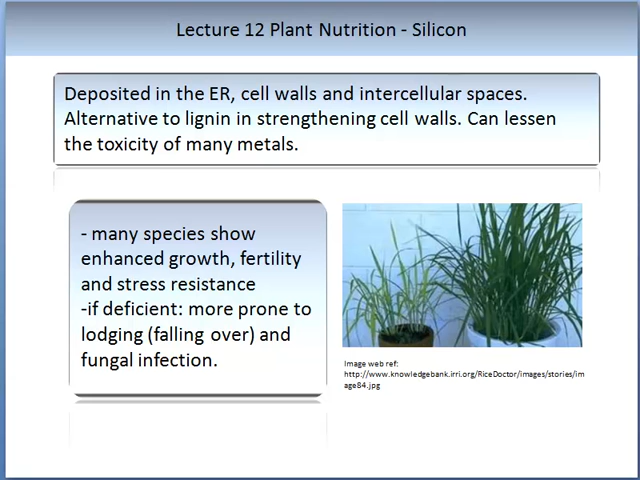 Lecture 12 Plant Nutrition - Silicon
Deposited in the ER, cell walls and intercellular spaces.
Alternative to lignin in strengthening cell walls. Can lessen
the toxicity of many metals.
- many species show
enhanced growth, fertility
and stress resistance
-if deficient: more prone to
lodging (falling over) and
fungal infection.
Image web ref:
http://www.knowledgebank.irri.org/RiceDoctor/images/stories/im
age84.jpg